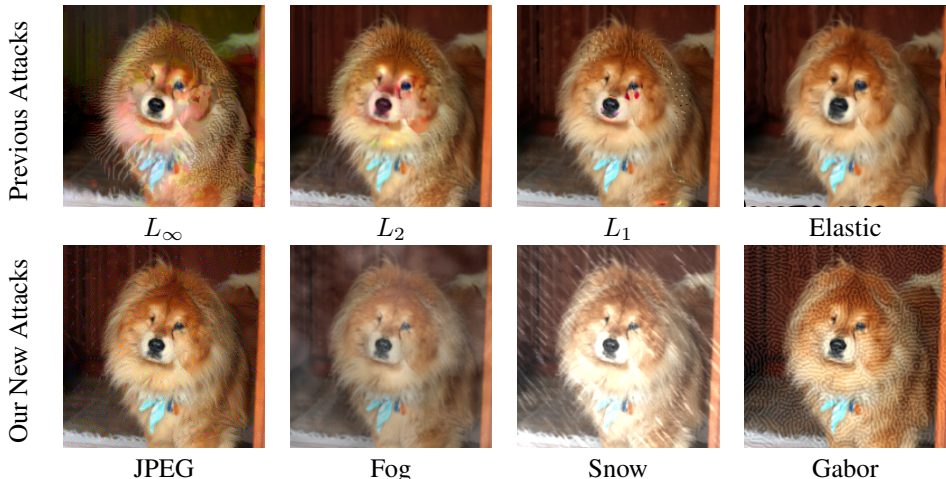 Previous Attacks
L∞ L2 L1 Elastic
Our New Attacks
JPEG Fog Snow Gabor